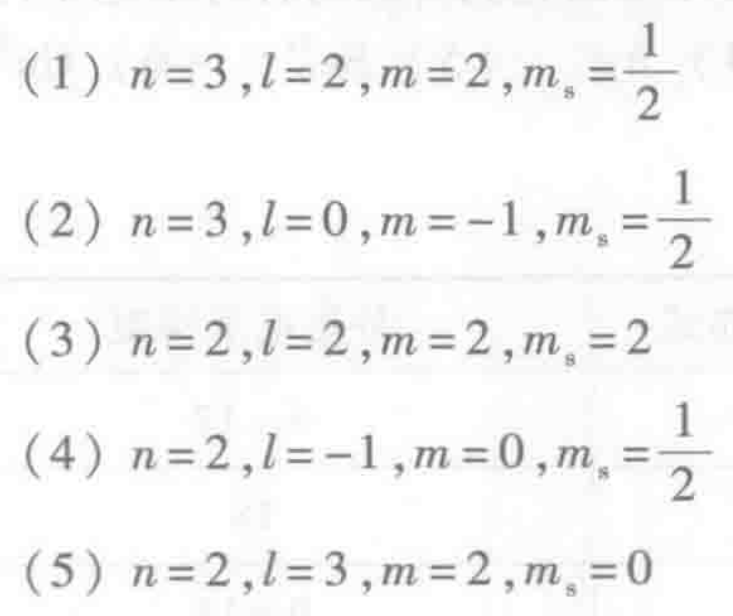 (1) n=3,l=2,m=2,mₛ=1/2
(2) n=3,l=0,m=-1,mₛ=1/2
(3) n=2,l=2,m=2,mₛ=2
(4) n=2,l=-1,m=0,mₛ=1/2
(5) n=2,l=3,m=2,mₛ=0